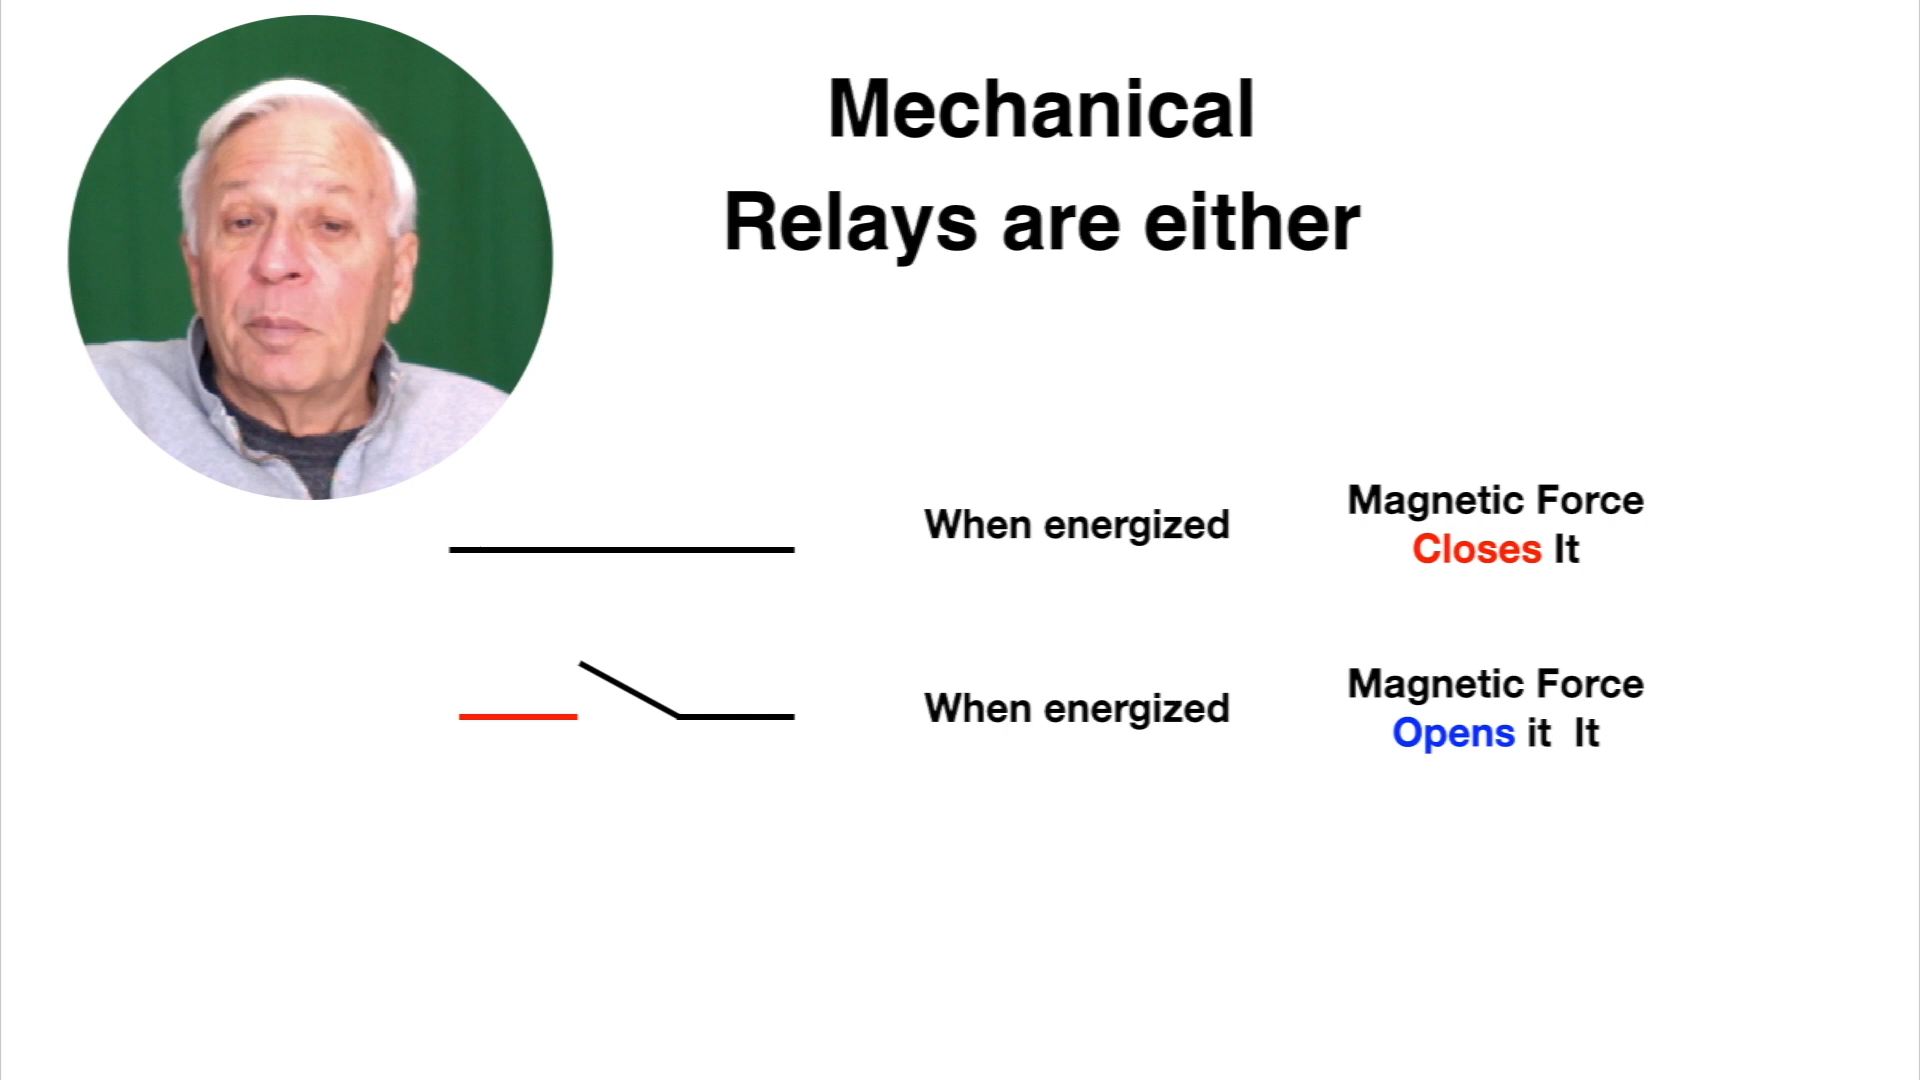 Mechanical
Relays are either
When energized
Magnetic Force
Closes It
When energized
Magnetic Force
Opens it  It